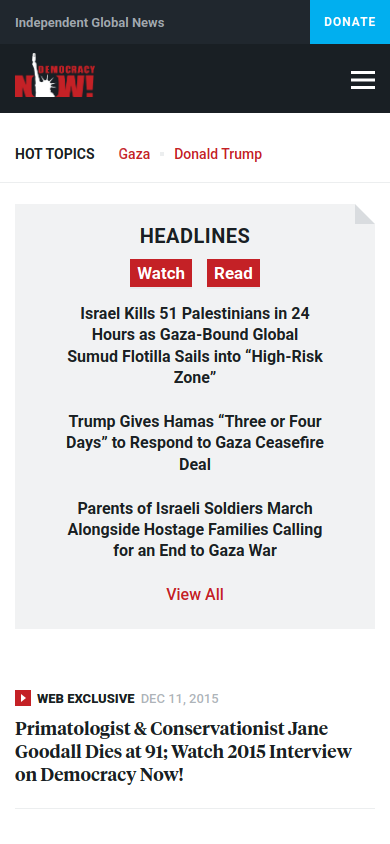 Independent Global News
DONATE
DEMOCRACY
NOW!
HOT TOPICS
Gaza
Donald Trump
HEADLINES
Watch
Read
Israel Kills 51 Palestinians in 24
Hours as Gaza-Bound Global
Sumud Flotilla Sails into “High-Risk
Zone”
Trump Gives Hamas “Three or Four
Days” to Respond to Gaza Ceasefire
Deal
Parents of Israeli Soldiers March
Alongside Hostage Families Calling
for an End to Gaza War
View All
WEB EXCLUSIVE DEC 11, 2015
Primatologist & Conservationist Jane
Goodall Dies at 91; Watch 2015 Interview
on Democracy Now!